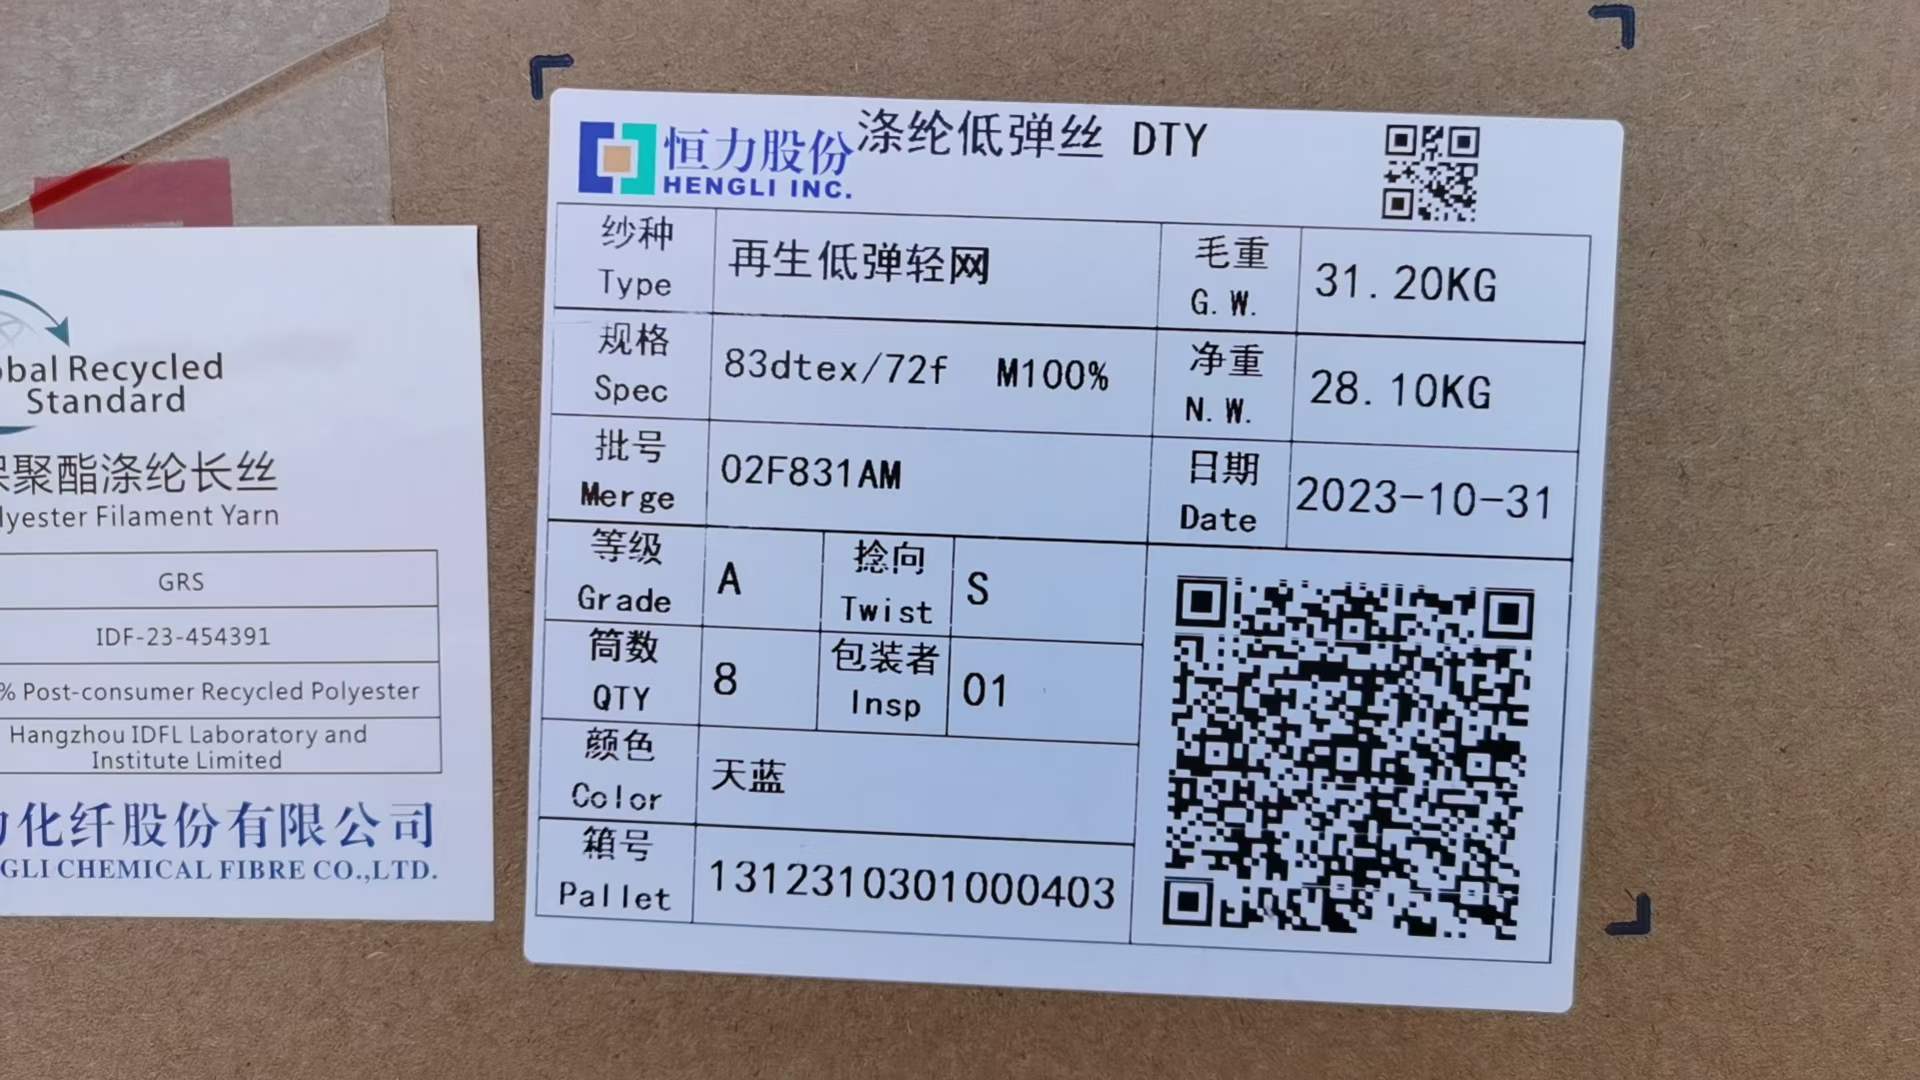 恒力股份
HENGLI INC.
涤纶低弹丝 DTY
纱种
Type
再生低弹轻网
毛重
G.W.
31.20KG
规格
Spec
83dtex/72f M100%
净重
N.W.
28.10KG
批号
Merge
02F831AM
日期
Date
2023-10-31
等级
Grade
A
捻向
Twist
S
筒数
QTY
8
包装者
Insp
01
颜色
Color
天蓝
箱号
Pallet
1312310301000403
Recycled
Standard
聚酯涤纶长丝
Filament Yarn
GRS
IDF-23-454391
% Post-consumer Recycled Polyester
Hangzhou IDFL Laboratory and
Institute Limited
化纤股份有限公司
CHEMICAL FIBRE CO.,LTD.